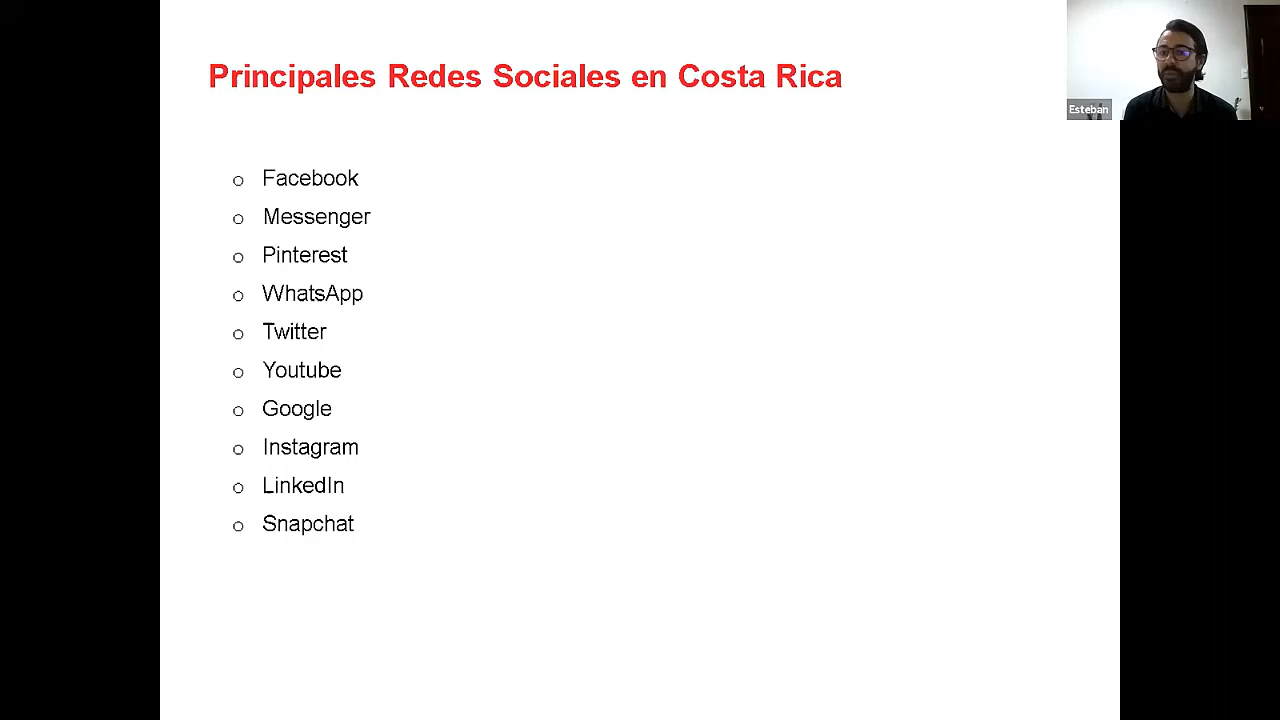 Principales Redes Sociales en Costa Rica
Esteban
o Facebook
o Messenger
o Pinterest
o WhatsApp
o Twitter
o Youtube
o Google
o Instagram
o LinkedIn
o Snapchat